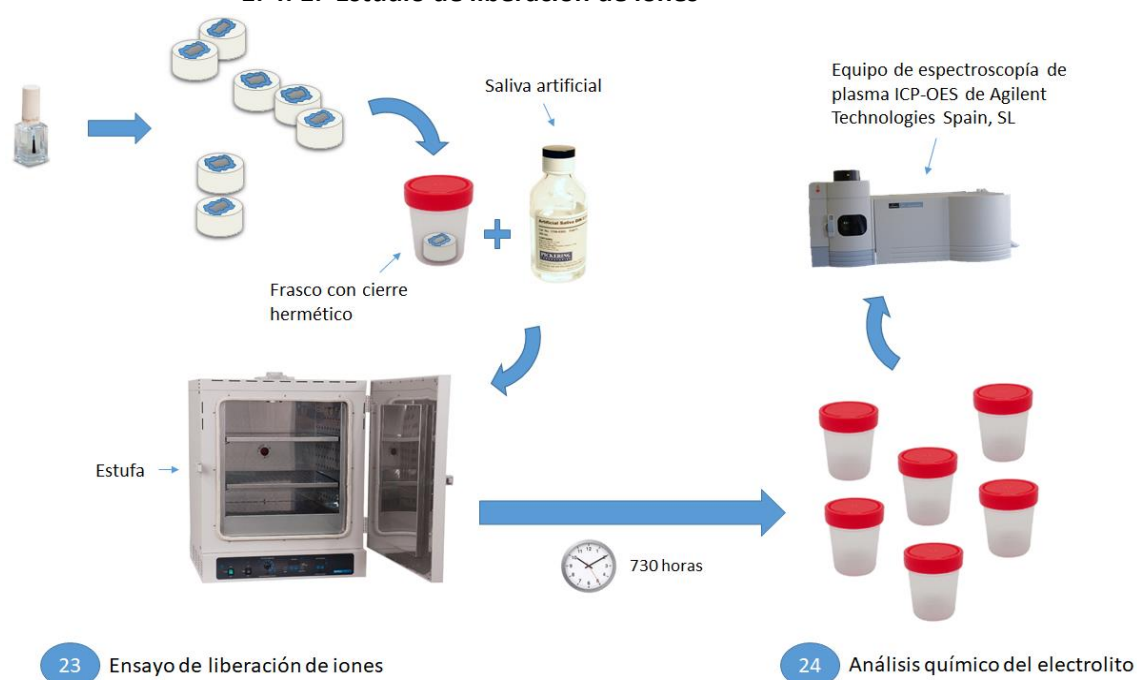 Saliva artificial
Equipo de espectroscopía de
plasma ICP-OES de Agilent
Technologies Spain, SL
PICKERING
Frasco con cierre
hermético
Estufa
730 horas
23 Ensayo de liberación de iones
24 Análisis químico del electrolito